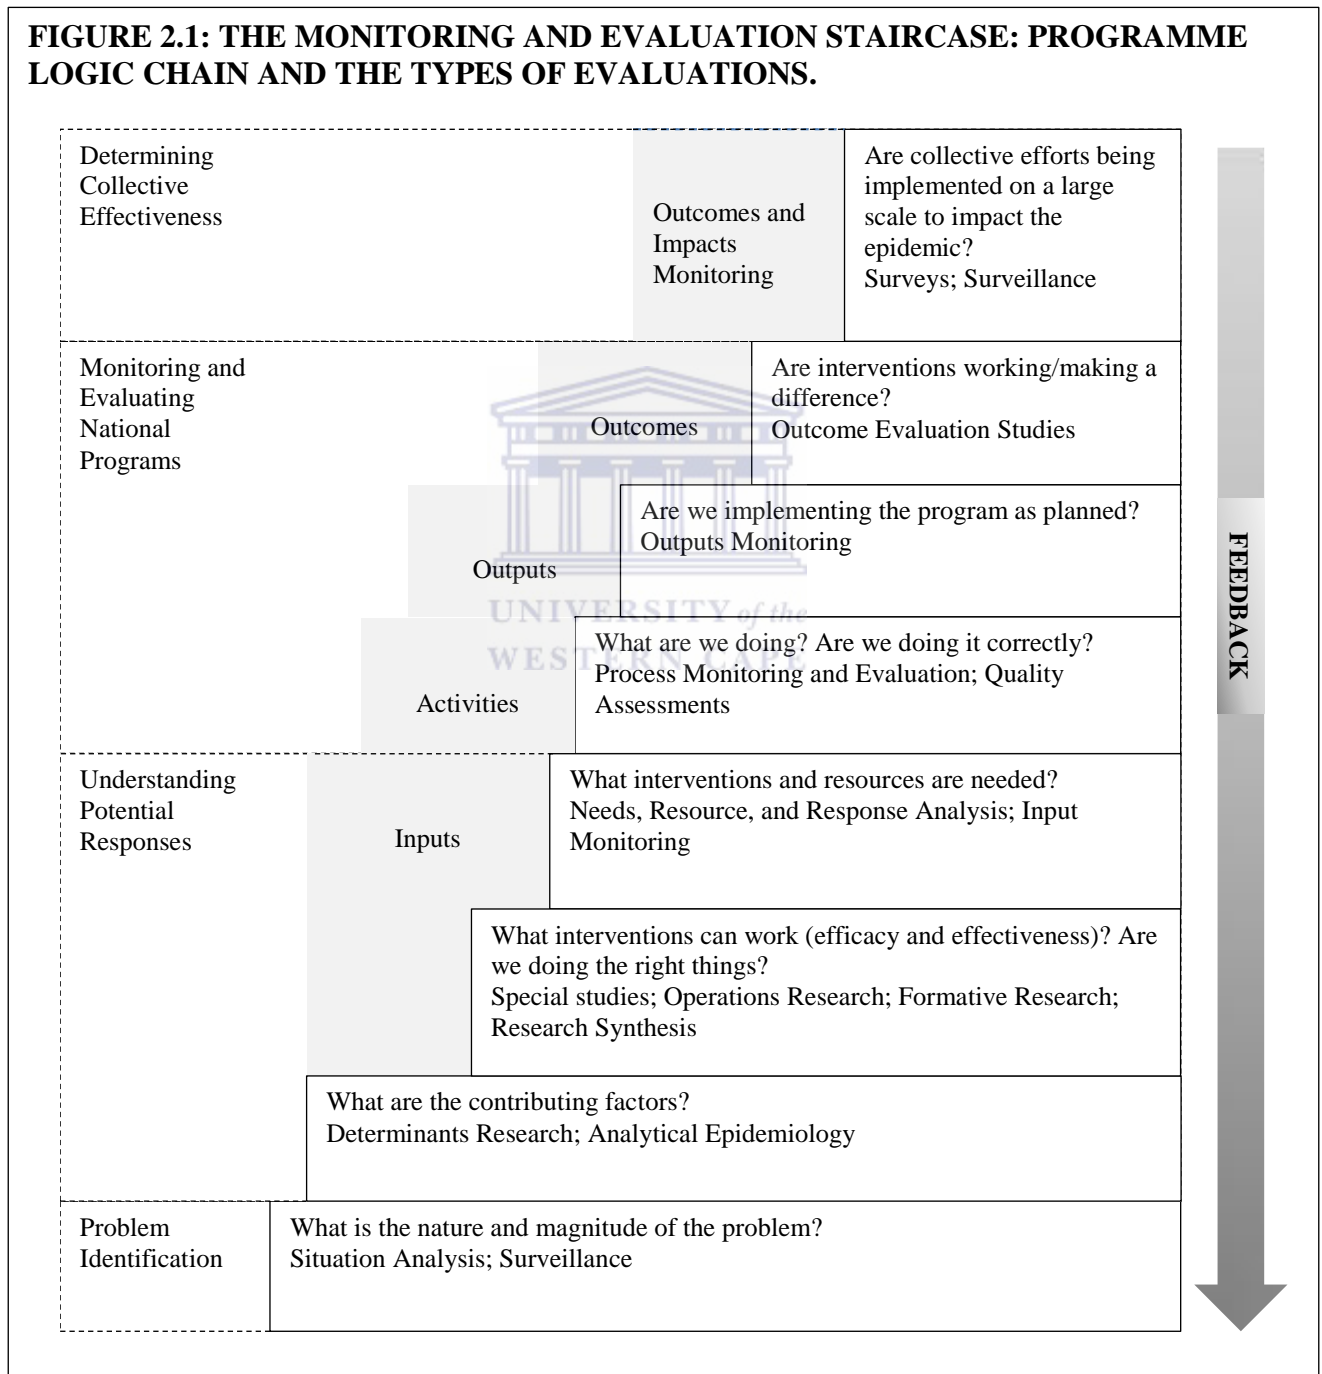 FIGURE 2.1: THE MONITORING AND EVALUATION STAIRCASE: PROGRAMME
LOGIC CHAIN AND THE TYPES OF EVALUATIONS.
Determining
Collective
Effectiveness
Outcomes and
Impacts
Monitoring
Are collective efforts being
implemented on a large
scale to impact the
epidemic?
Surveys; Surveillance
Monitoring and
Evaluating
National
Programs
Outcomes
Are interventions working/making a
difference?
Outcome Evaluation Studies
Outputs
Are we implementing the program as planned?
Outputs Monitoring
UNIVERSITY of the
WESTERN CAPE
Activities
What are we doing? Are we doing it correctly?
Process Monitoring and Evaluation; Quality
Assessments
Understanding
Potential
Responses
Inputs
What interventions and resources are needed?
Needs, Resource, and Response Analysis; Input
Monitoring
What interventions can work (efficacy and effectiveness)? Are
we doing the right things?
Special studies; Operations Research; Formative Research;
Research Synthesis
What are the contributing factors?
Determinants Research; Analytical Epidemiology
Problem
Identification
What is the nature and magnitude of the problem?
Situation Analysis; Surveillance
FEEDBACK